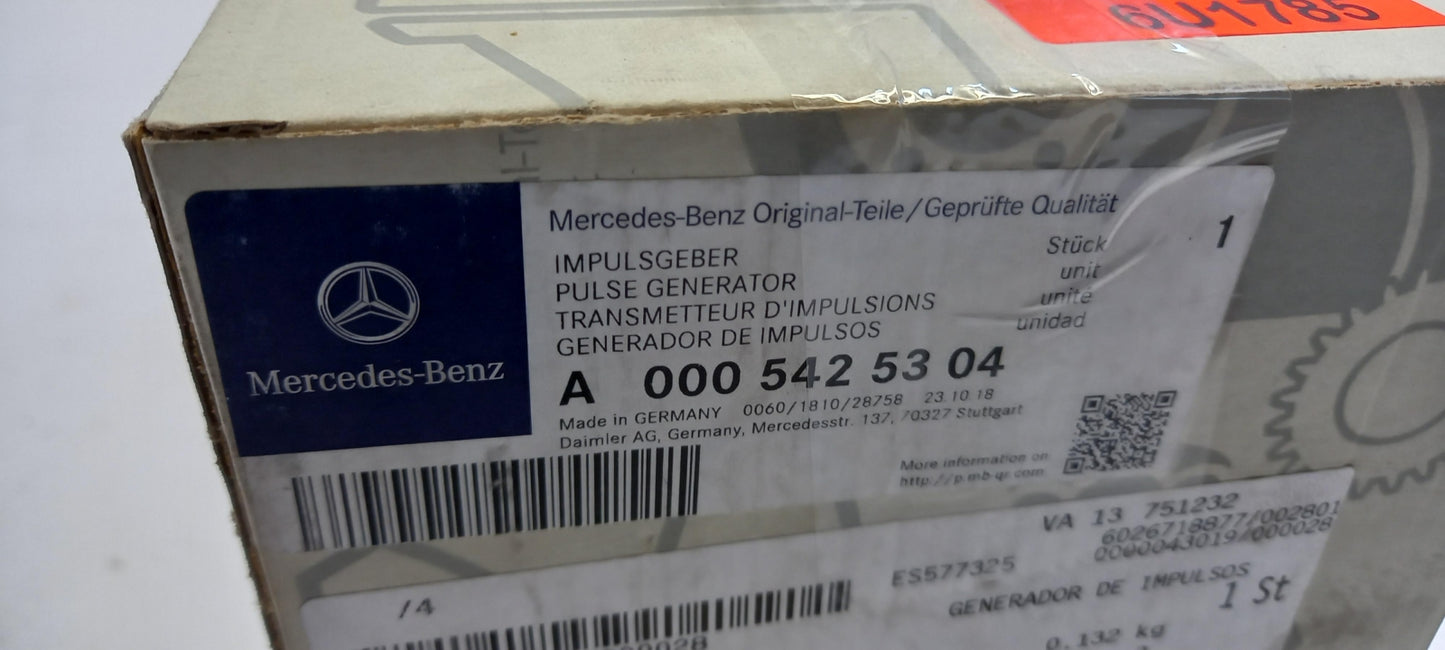 6U1785
Mercedes-Benz Original-Teile/Geprüfte Qualität
IMPULSGEBER
PULSE GENERATOR
TRANSMETTEUR D'IMPULSIONS
GENERADOR DE IMPULSOS
Stück
unit
unité
unidad
1
A 000 542 53 04
Made in GERMANY 0060/1810/28758 23.10.18
Daimler AG, Germany, Mercedesstr. 137, 70327 Stuttgart
Mercedes-Benz
More information on
http://p.mb-qr.com
VA 13 751232
6026718877/002801
0000043019/000028
ES577325
GENERADOR DE IMPULSOS
1 St
/4
0,132 kg